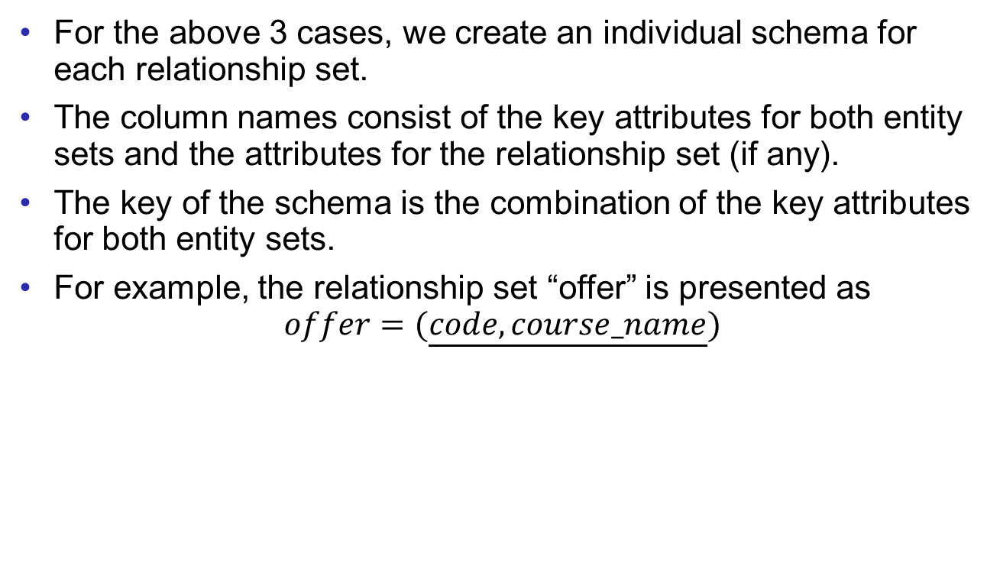 • For the above 3 cases, we create an individual schema for
each relationship set.
• The column names consist of the key attributes for both entity
sets and the attributes for the relationship set (if any).
• The key of the schema is the combination of the key attributes
for both entity sets.
• For example, the relationship set “offer” is presented as
offer = (code, course_name)